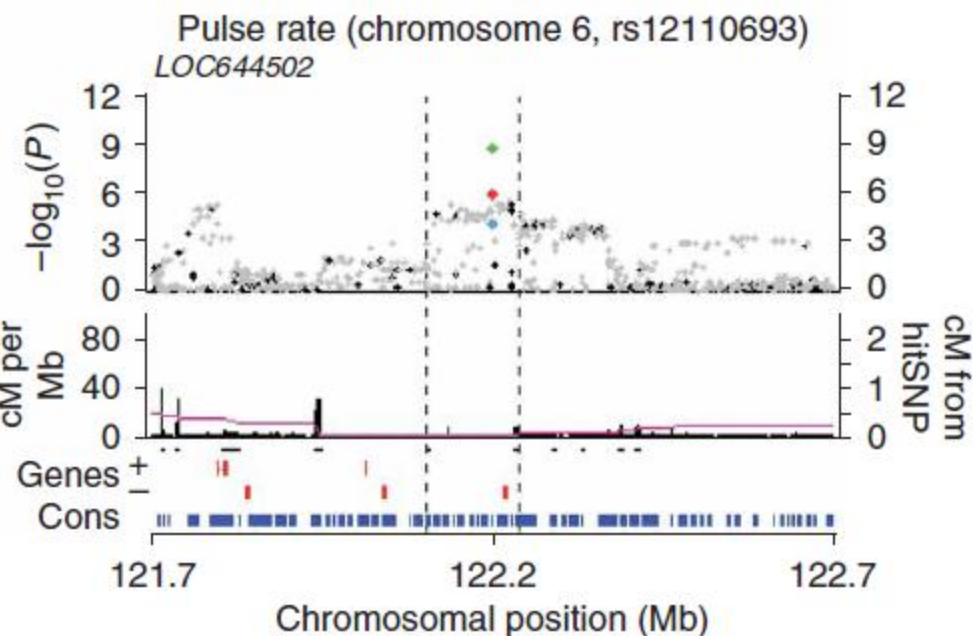 Pulse rate (chromosome 6, rs12110693)
LOC644502
12 12
9 9
6 6
3 3
0 0
–log10(P)
80 2
40 1
0 0
cM per
Mb
cM from
hitSNP
Genes +
–
Cons
121.7 122.2 122.7
Chromosomal position (Mb)